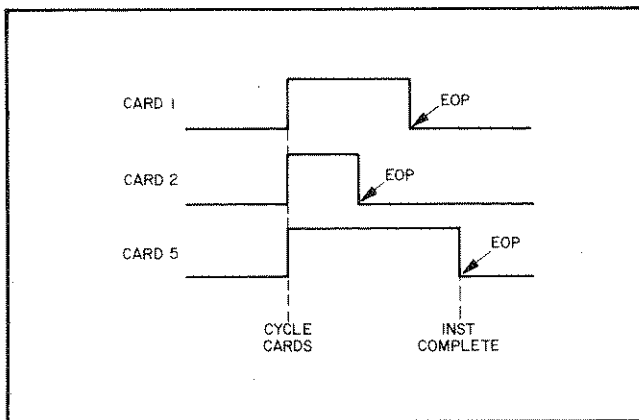 CARD 1
EOP
CARD 2
EOP
CARD 5
EOP
CYCLE
CARDS
INST
COMPLETE